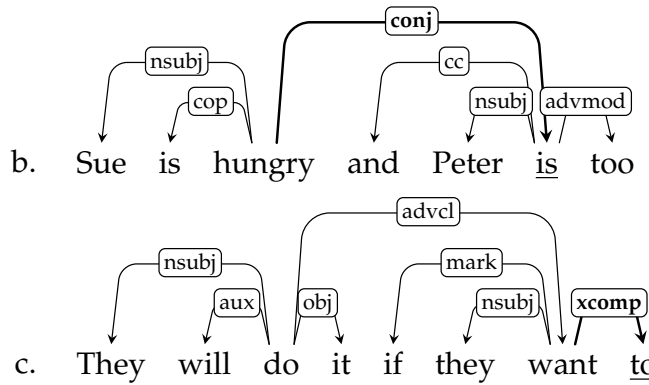 conj
nsubj cc
cop nsubj advmod
b. Sue is hungry and Peter is too
advcl
nsubj mark
aux obj nsubj xcomp
c. They will do it if they want to